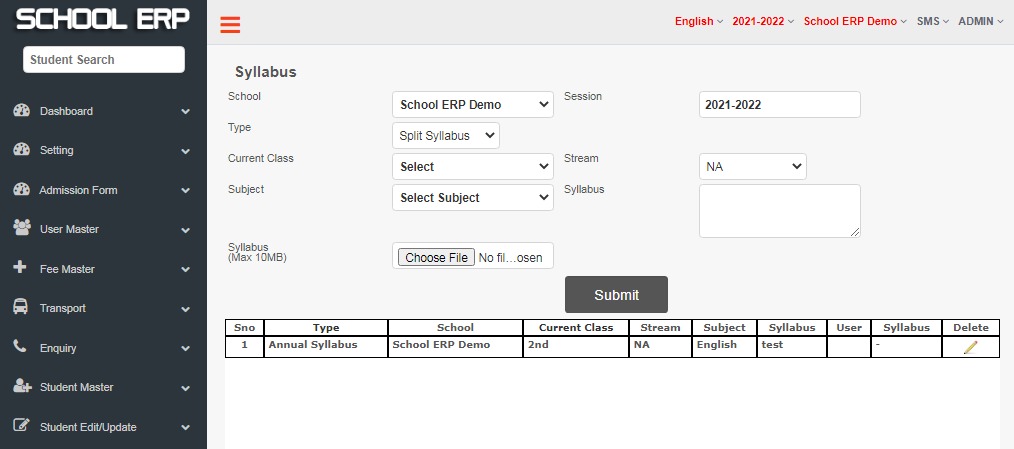 SCHOOL ERP
English 2021-2022 School ERP Demo SMS ADMIN
Student Search
Dashboard
Setting
Admission Form
User Master
Fee Master
Transport
Enquiry
Student Master
Student Edit/Update
Syllabus
School School ERP Demo Session 2021-2022
Type Split Syllabus
Current Class Select Stream NA
Subject Select Subject Syllabus
Syllabus
(Max 10MB) Choose File No fil...osen
Submit
Sno Type School Current Class Stream Subject Syllabus User Syllabus Delete
1 Annual Syllabus School ERP Demo 2nd NA English test -